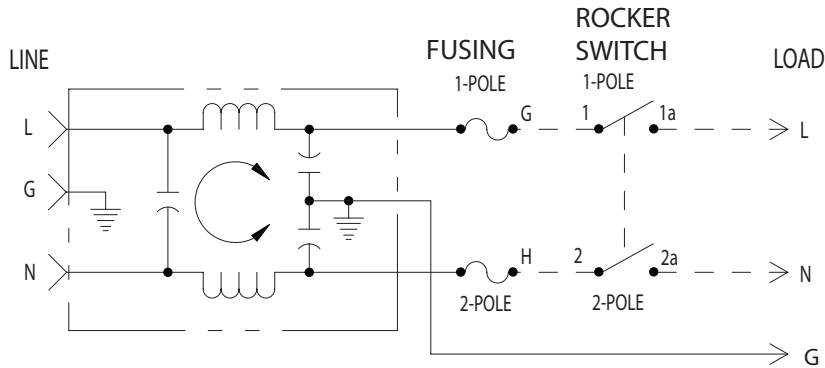 ROCKER
SWITCH
FUSING
LINE
LOAD
1-POLE
1-POLE
L
G
1
1a
L
G
N
H
2
2a
N
2-POLE
2-POLE
G